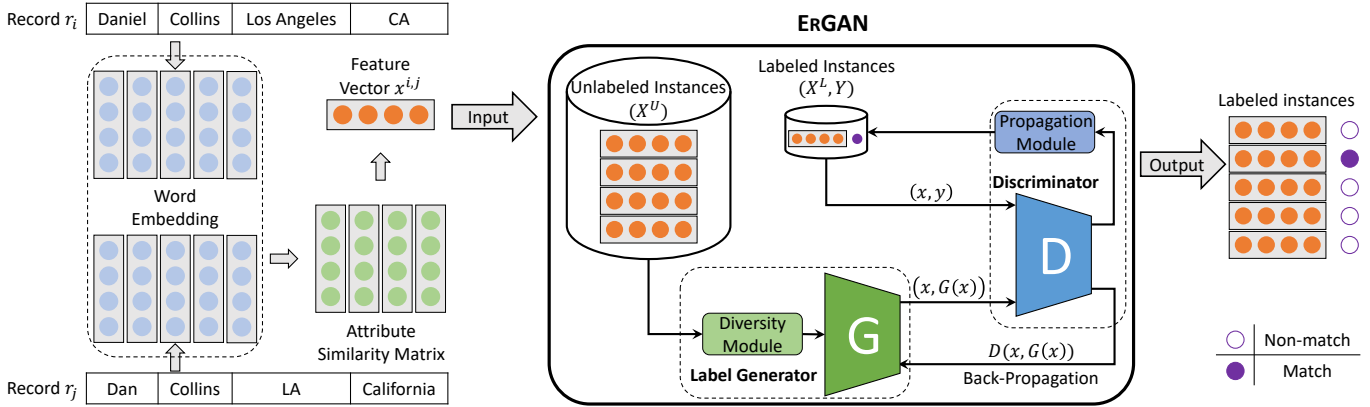 Record r_i Daniel Collins Los Angeles CA
Word
Embedding
Record r_j Dan Collins LA California
Feature
Vector x^{i,j}
Attribute
Similarity Matrix
Input
ERGAN
Unlabeled Instances
(X^U)
Labeled Instances
(X^L, Y)
Propagation
Module
Discriminator
(x, y)
D
(x, G(x))
Diversity
Module
G
Label Generator
D(x, G(x))
Back-Propagation
Output
Labeled instances
Non-match
Match